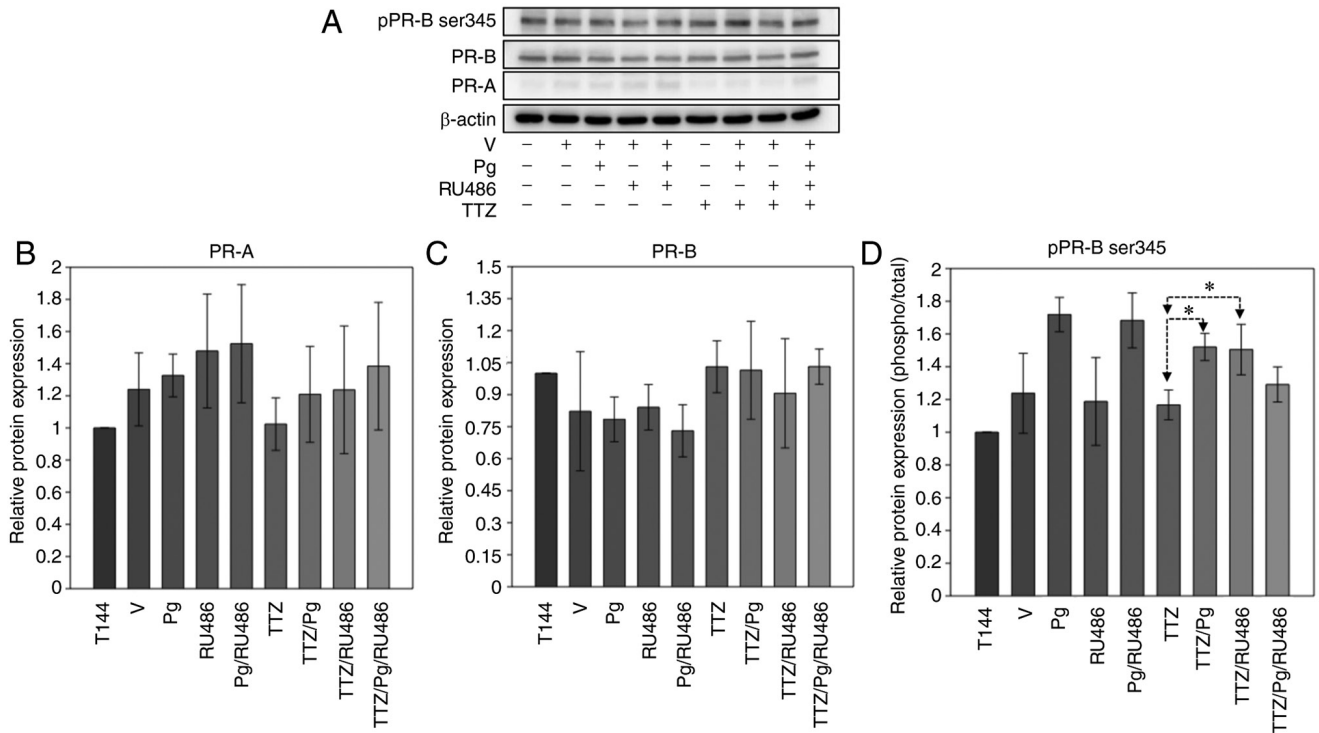 A
pPR-B ser345
PR-B
PR-A
β-actin
V – + + + + – + + +
Pg – – + – + – + – +
RU486 – – – + + – – + +
TTZ – – – – – + + + +
B
PR-A
Relative protein expression
2
1.8
1.6
1.4
1.2
1
0.8
0.6
0.4
0.2
0
T144
V
Pg
RU486
Pg/RU486
TTZ
TTZ/Pg
TTZ/RU486
TTZ/Pg/RU486
C
PR-B
Relative protein expression
1.5
1.35
1.2
1.05
0.9
0.75
0.6
0.45
0.3
0.15
0
T144
V
Pg
RU486
Pg/RU486
TTZ
TTZ/Pg
TTZ/RU486
TTZ/Pg/RU486
D
pPR-B ser345
Relative protein expression (phospho/total)
2
1.8
1.6
1.4
1.2
1
0.8
0.6
0.4
0.2
0
*
*
T144
V
Pg
RU486
Pg/RU486
TTZ
TTZ/Pg
TTZ/RU486
TTZ/Pg/RU486